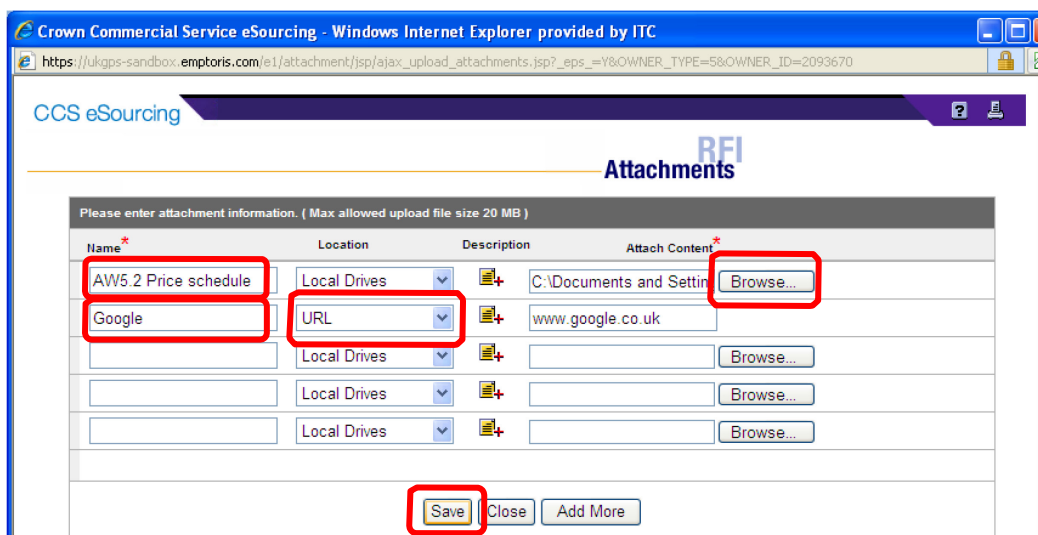 Crown Commercial Service eSourcing - Windows Internet Explorer provided by ITC
https://ukgps-sandbox.emptoris.com/e1/attachment/jsp/ajax_upload_attachments.jsp?_eps_=Y&OWNER_TYPE=5&OWNER_ID=2093670
CCS eSourcing
RFI
Attachments
Please enter attachment information. ( Max allowed upload file size 20 MB )
Name* Location Description Attach Content*
AW5.2 Price schedule Local Drives C:\Documents and Settin Browse...
Google URL www.google.co.uk
Local Drives Browse...
Local Drives Browse...
Local Drives Browse...
Save Close Add More